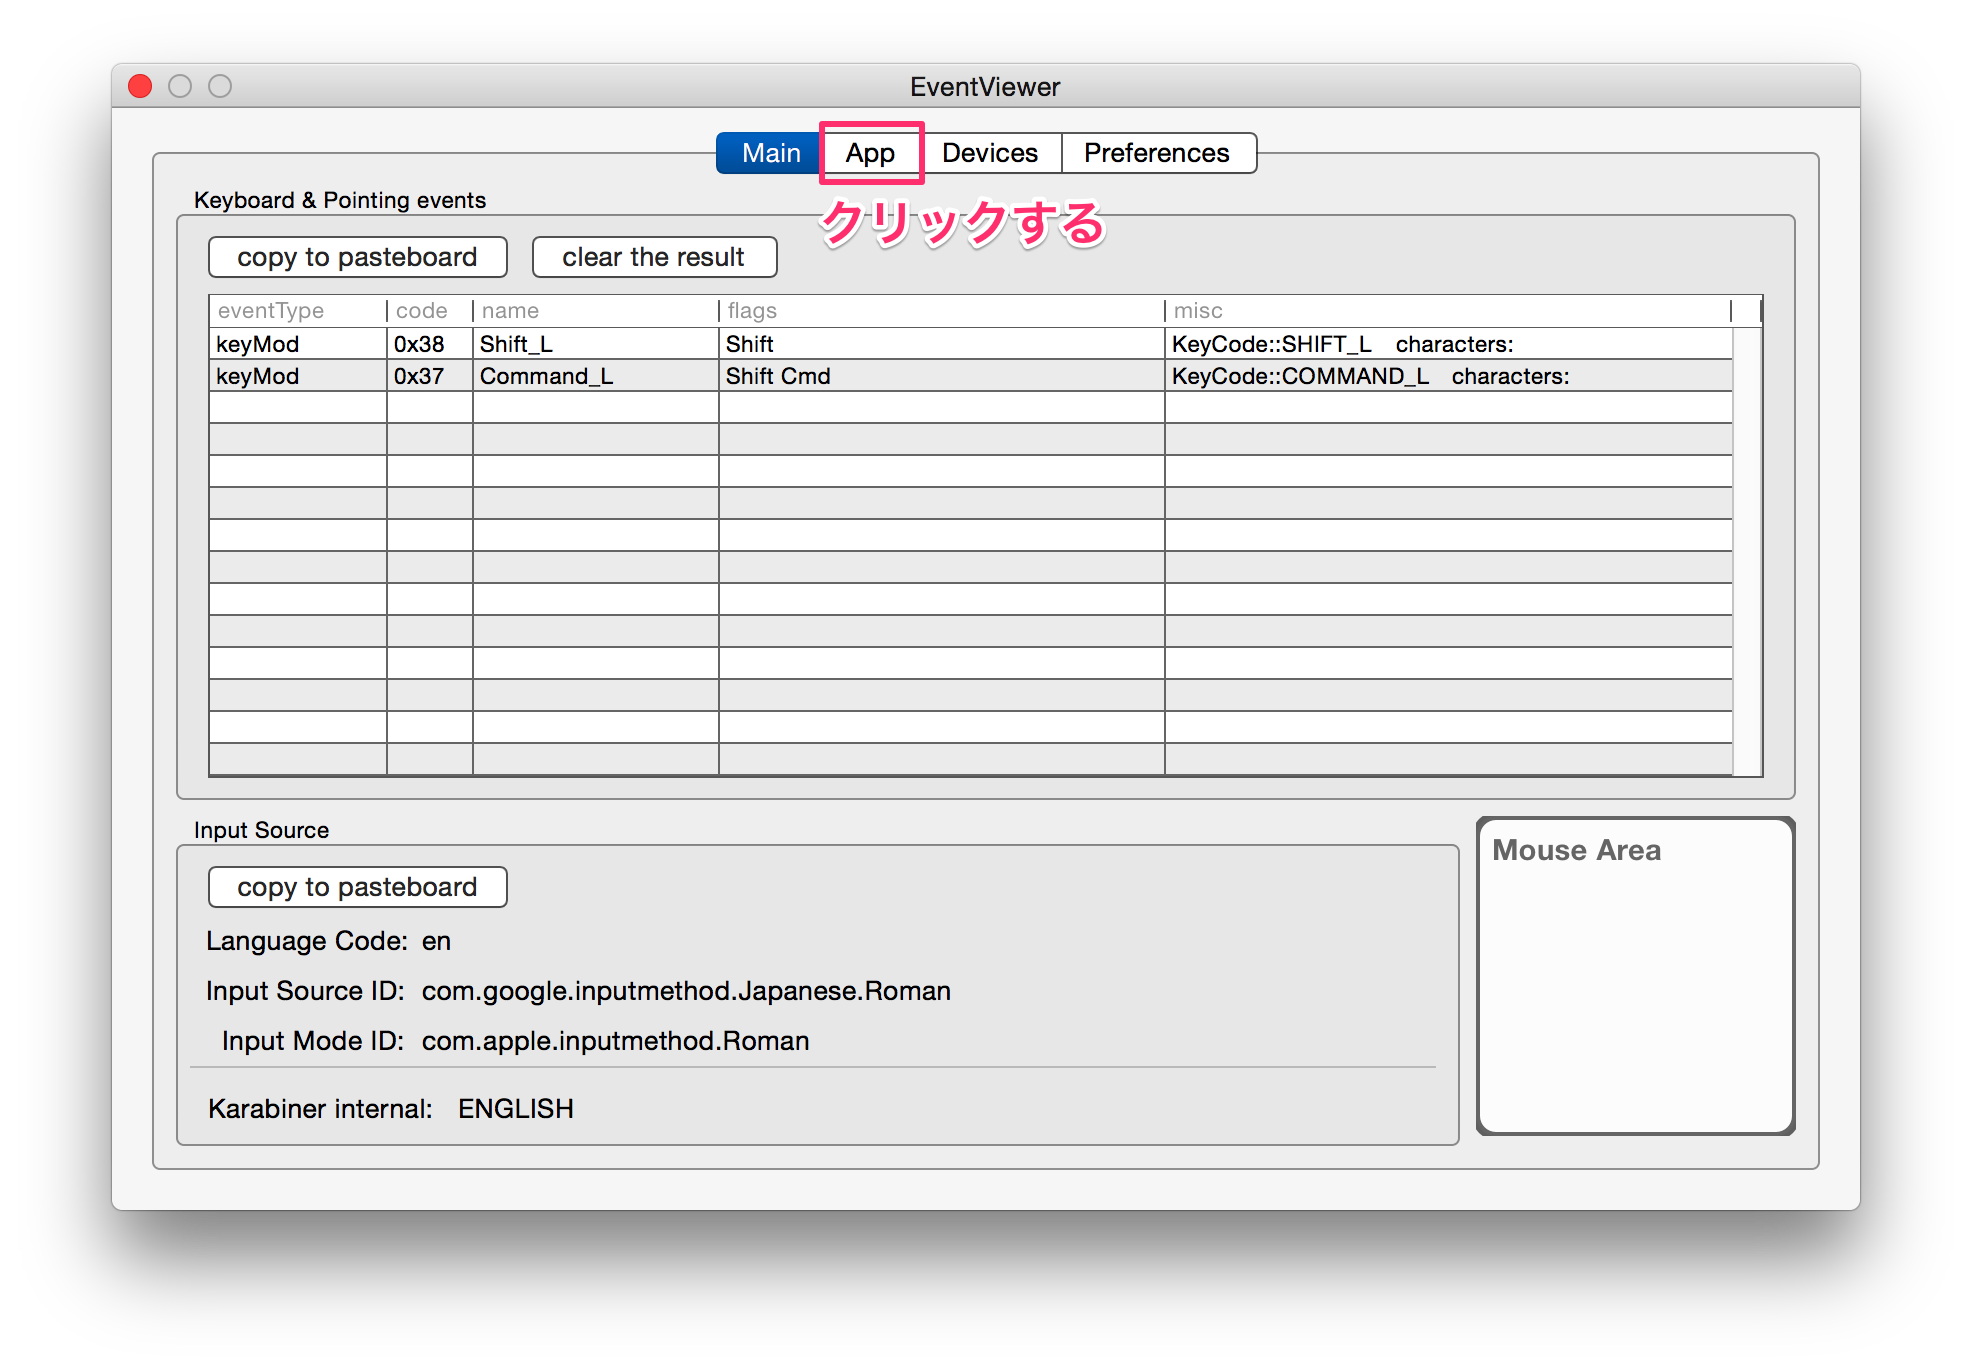 EventViewer
Main App Devices Preferences
クリックする
Keyboard & Pointing events
copy to pasteboard clear the result
eventType code name flags misc
keyMod 0x38 Shift_L Shift KeyCode::SHIFT_L characters:
keyMod 0x37 Command_L Shift Cmd KeyCode::COMMAND_L characters:
Input Source
Mouse Area
copy to pasteboard
Language Code: en
Input Source ID: com.google.inputmethod.Japanese.Roman
Input Mode ID: com.apple.inputmethod.Roman
Karabiner internal: ENGLISH